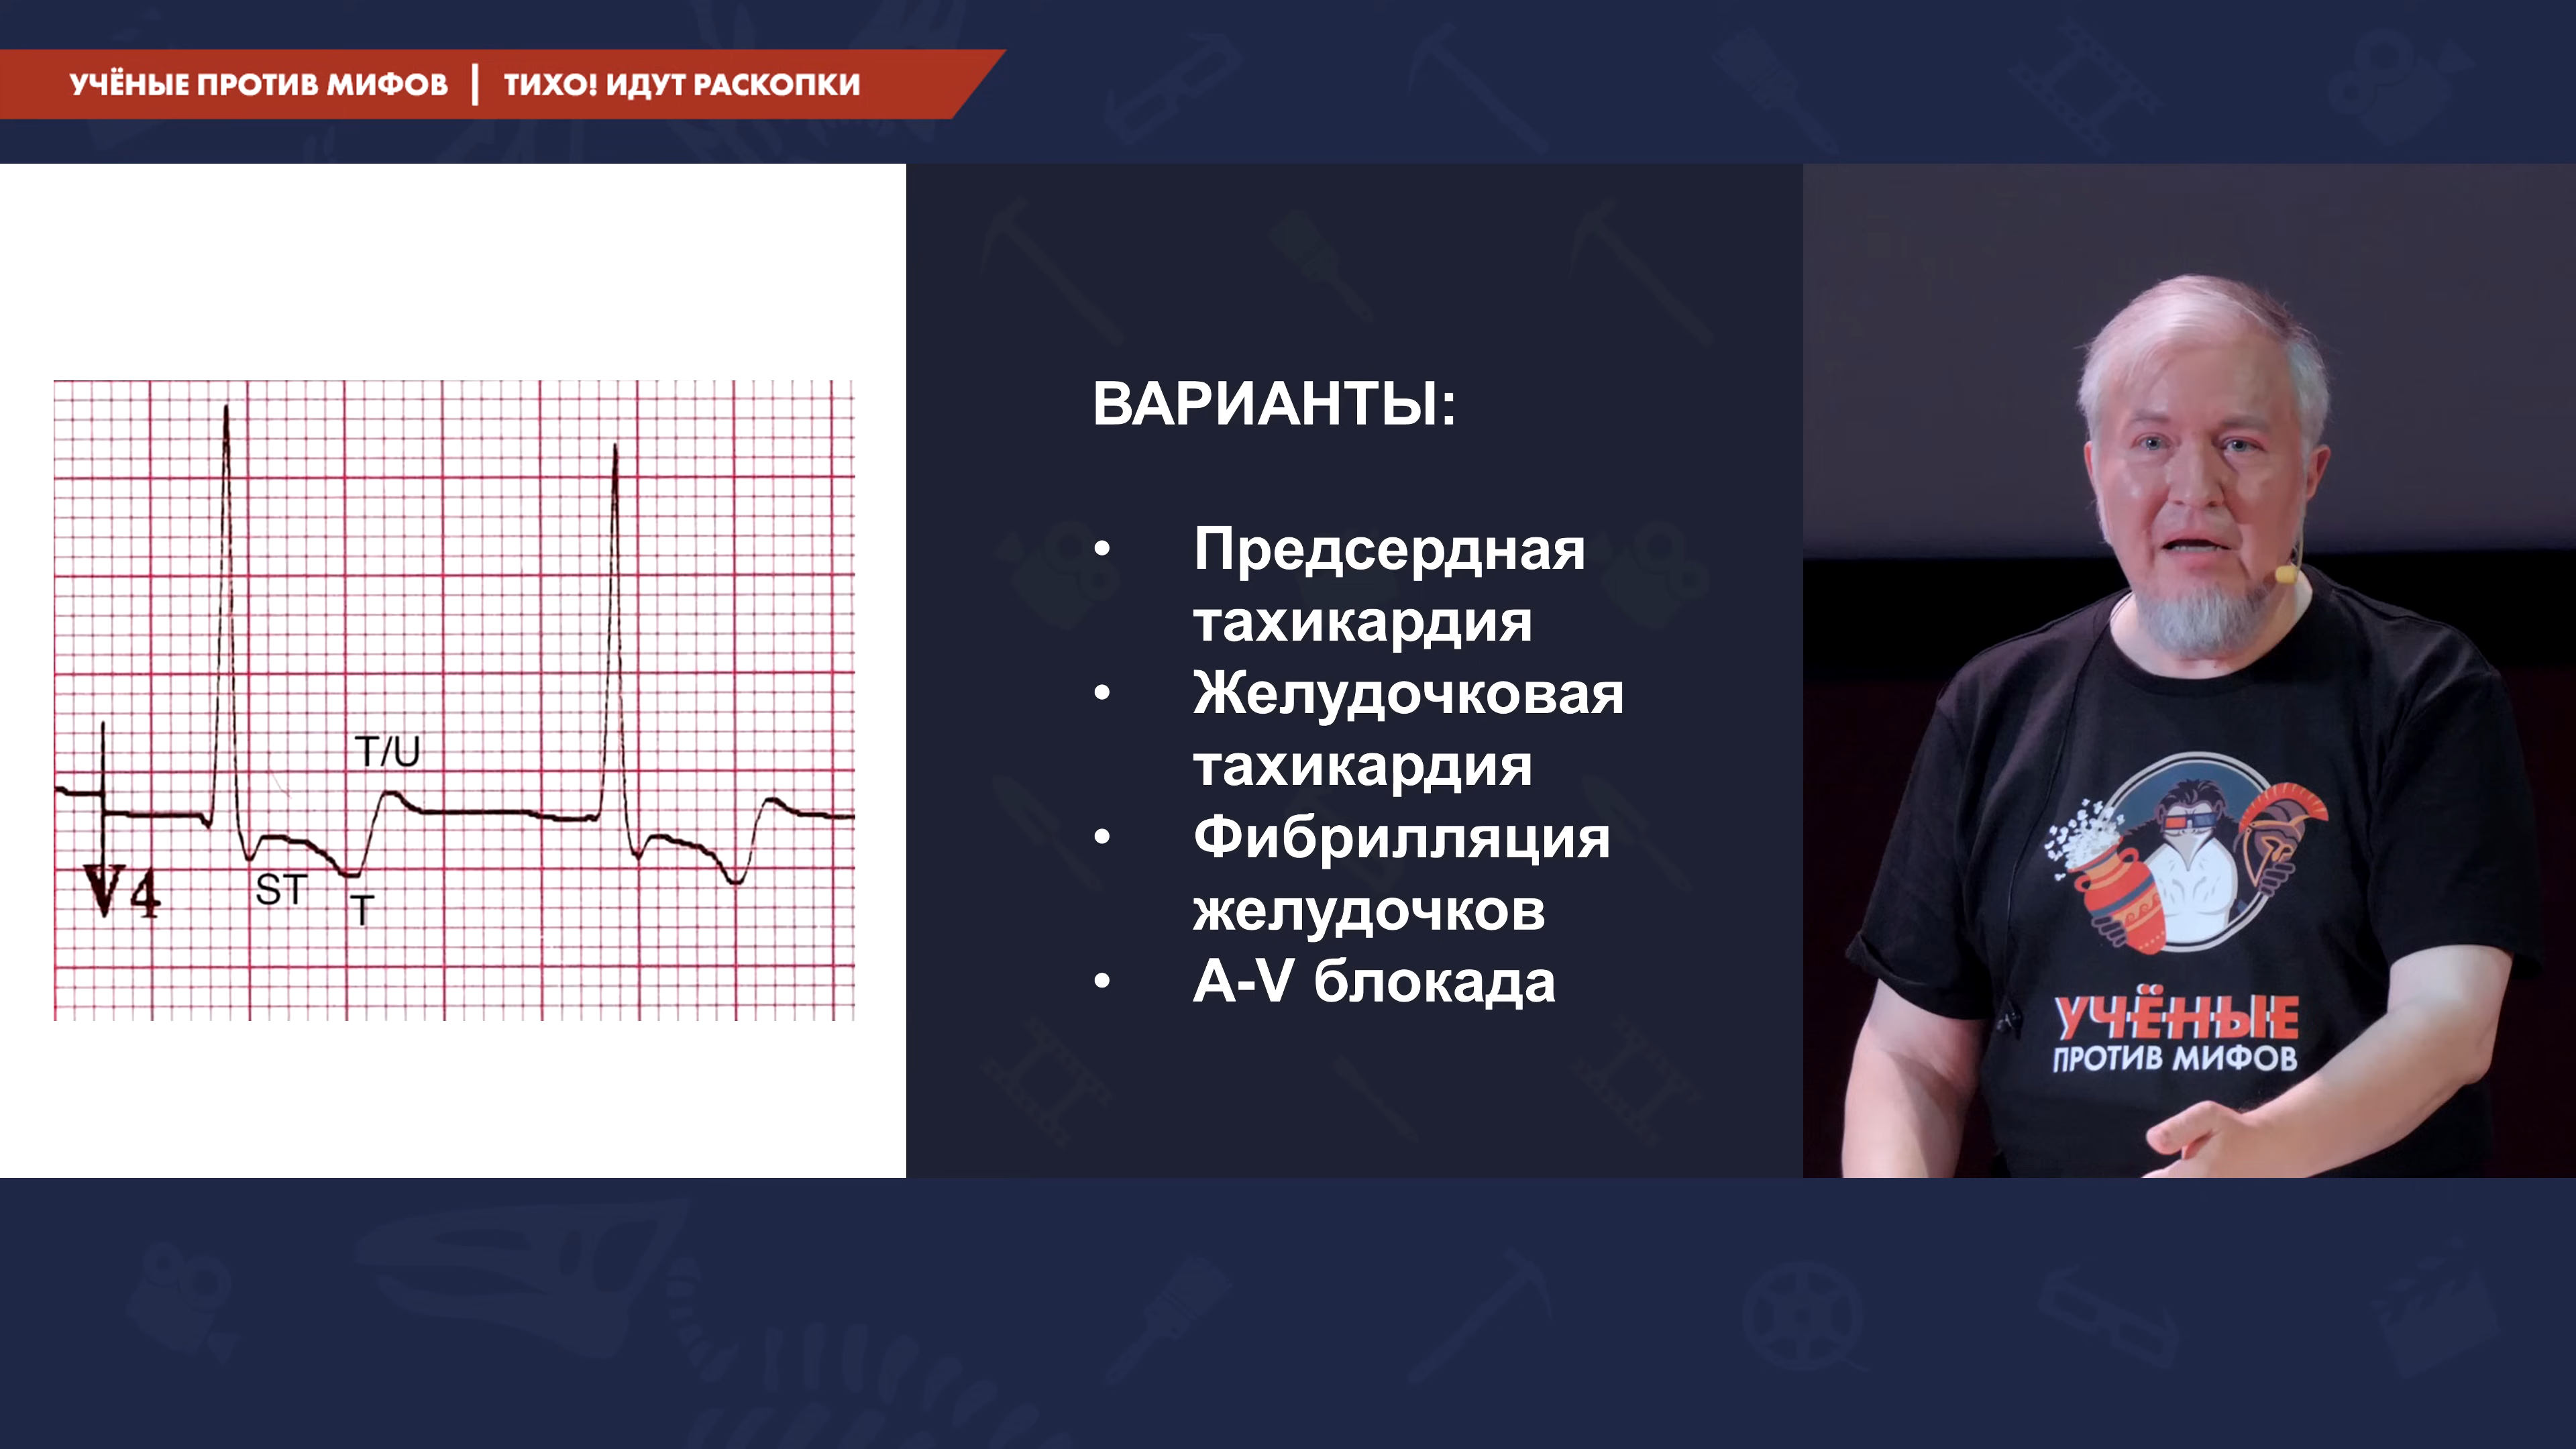 УЧЁНЫЕ ПРОТИВ МИФОВ | ТИХО! ИДУТ РАСКОПКИ
T/U
V4
ST
T
ВАРИАНТЫ:
• Предсердная
тахикардия
• Желудочковая
тахикардия
• Фибрилляция
желудочков
• A-V блокада
УЧЁНЫЕ
ПРОТИВ МИФОВ